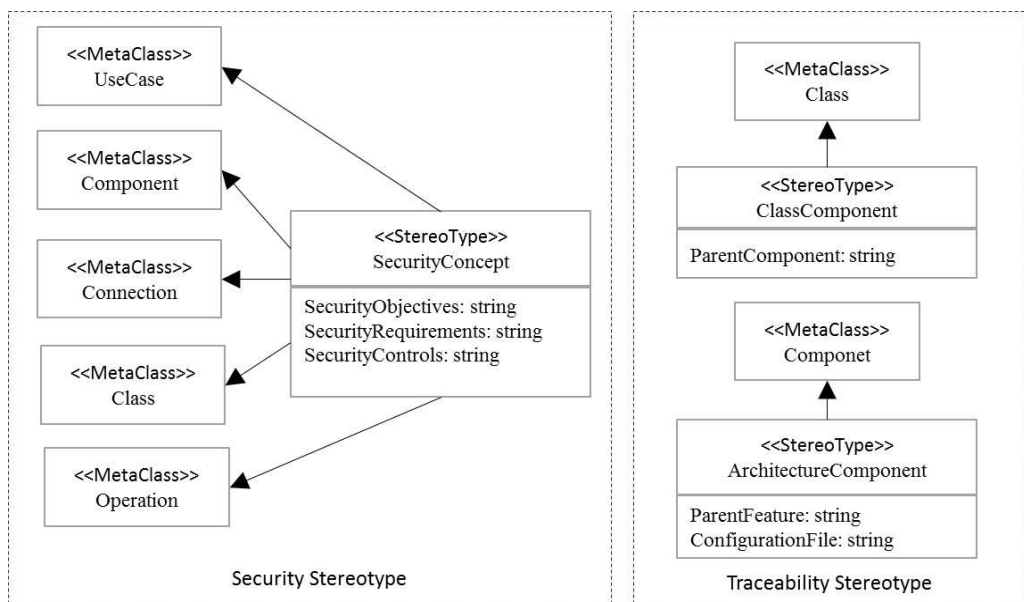 <<MetaClass>>
UseCase
<<MetaClass>>
Component
<<MetaClass>>
Connection
<<MetaClass>>
Class
<<MetaClass>>
Operation
<<StereoType>>
SecurityConcept
SecurityObjectives: string
SecurityRequirements: string
SecurityControls: string
Security Stereotype
<<MetaClass>>
Class
<<StereoType>>
ClassComponent
ParentComponent: string
<<MetaClass>>
Componet
<<StereoType>>
ArchitectureComponent
ParentFeature: string
ConfigurationFile: string
Traceability Stereotype